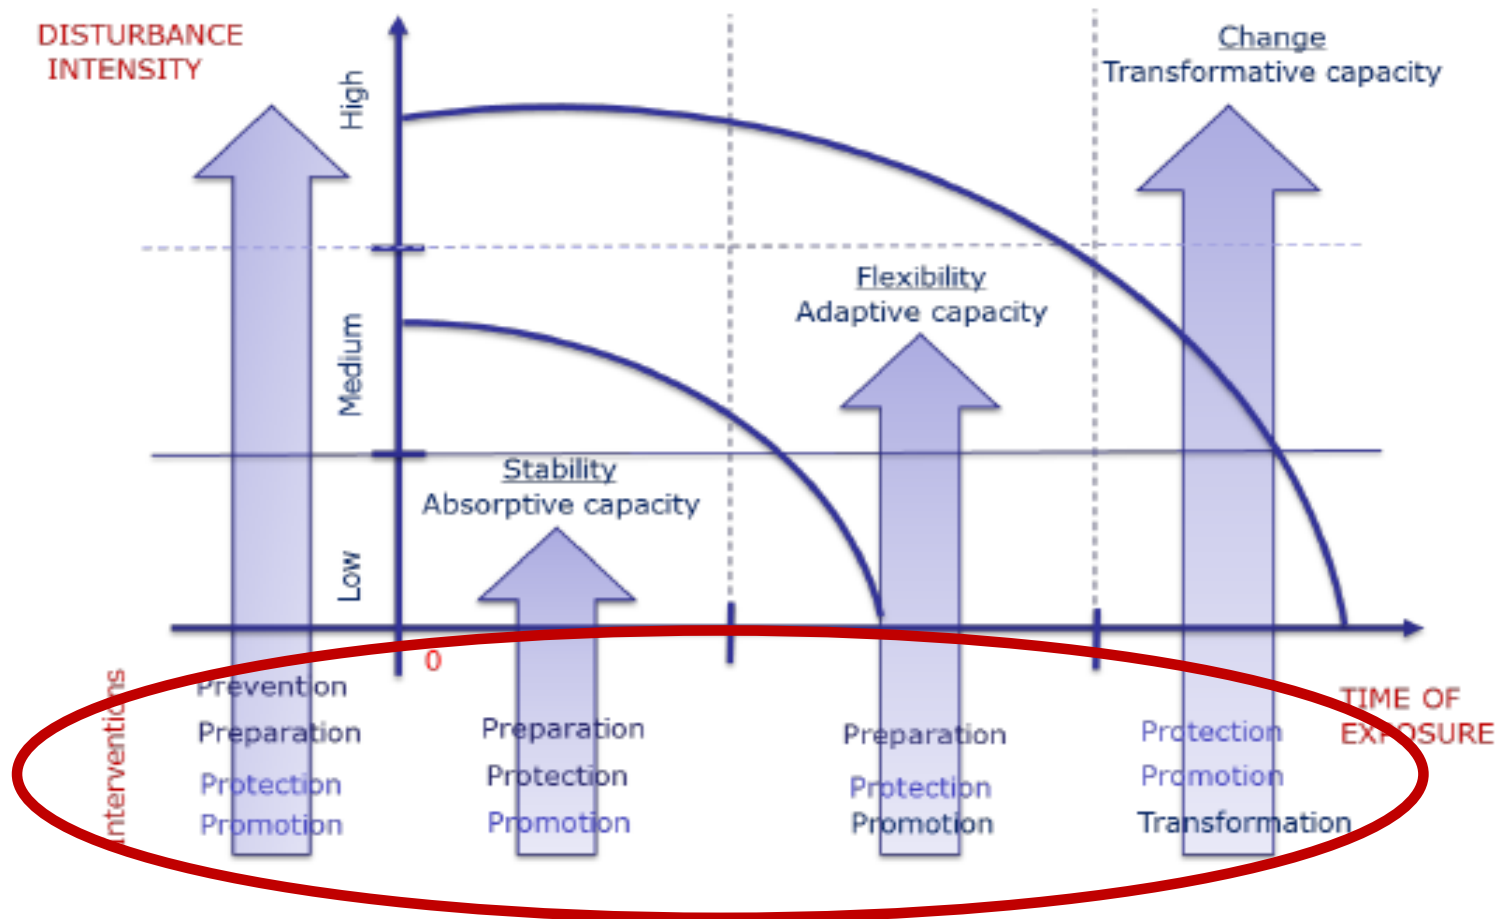 DISTURBANCE
INTENSITY
High
Medium
Low
Change
Transformative capacity
Flexibility
Adaptive capacity
Stability
Absorptive capacity
0
TIME OF
EXPOSURE
Interventions
Prevention
Preparation
Protection
Promotion
Preparation
Protection
Promotion
Preparation
Protection
Promotion
Protection
Promotion
Transformation